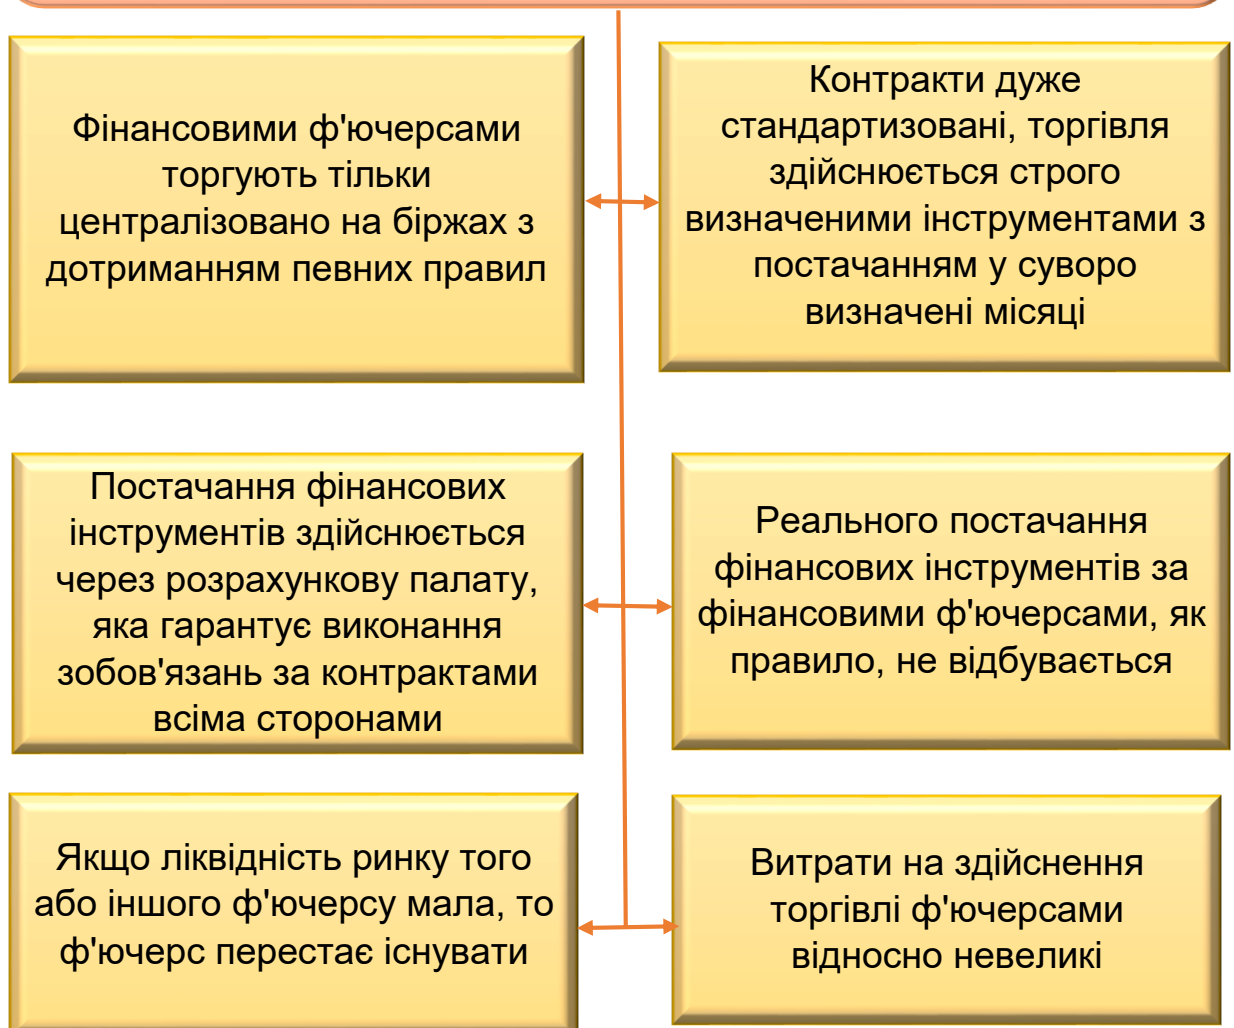 Фінансовими ф'ючерсами
торгують тільки
централізовано на біржах з
дотриманням певних правил
Контракти дуже
стандартизовані, торгівля
здійснюється строго
визначеними інструментами з
постачанням у суворо
визначені місяці
Постачання фінансових
інструментів здійснюється
через розрахункову палату,
яка гарантує виконання
зобов'язань за контрактами
всіма сторонами
Реального постачання
фінансових інструментів за
фінансовими ф'ючерсами, як
правило, не відбувається
Якщо ліквідність ринку того
або іншого ф'ючерсу мала, то
ф'ючерс перестає існувати
Витрати на здійснення
торгівлі ф'ючерсами
відносно невеликі